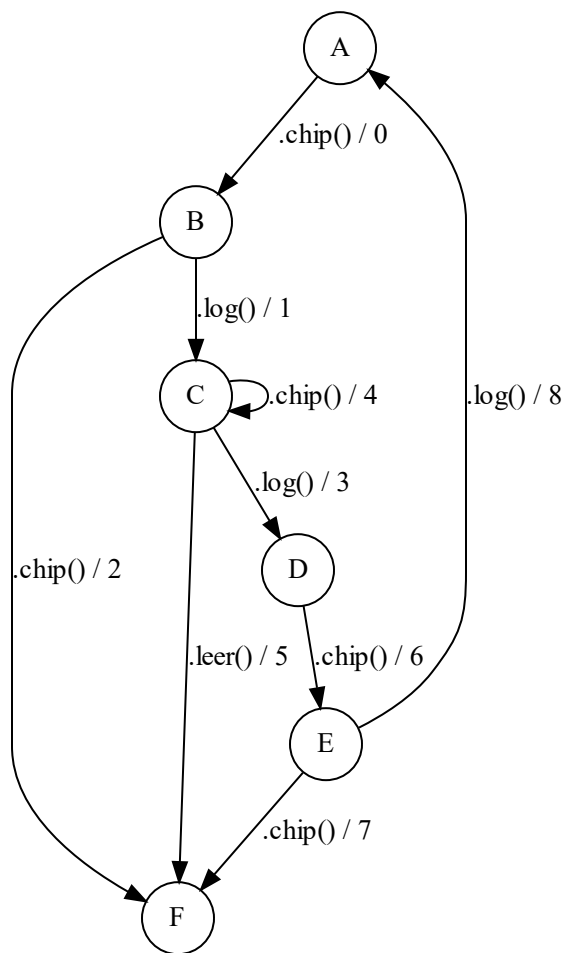 A
.chip() / 0
B
.log() / 1
C
.chip() / 4
.log() / 8
.log() / 3
.chip() / 2
D
.leer() / 5
.chip() / 6
E
.chip() / 7
F